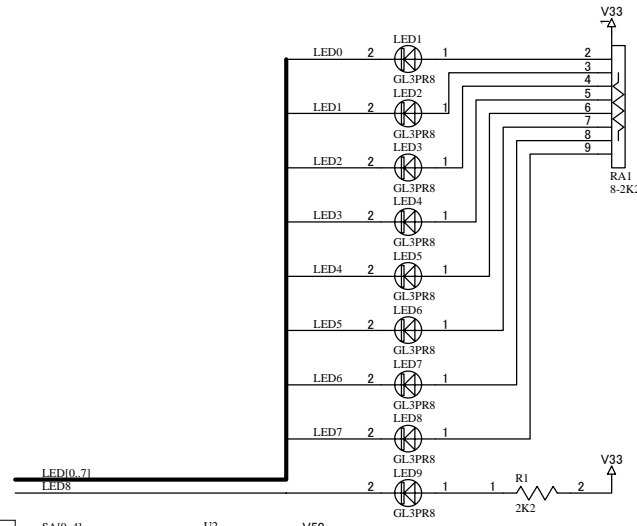 V33
LED1
LED0 2 1 2
GL3PR8
3
LED2
4
LED1 2 1 5
GL3PR8
6
LED3
7
LED2 2 1 8
GL3PR8
9
RA1
8-2K2
LED4
LED3 2 1
GL3PR8
LED5
LED4 2 1
GL3PR8
LED6
LED5 2 1
GL3PR8
LED7
LED6 2 1
GL3PR8
LED8
LED7 2 1
GL3PR8
V33
LED[0..7]
LED9
R1
LED8 2 1 1 2
GL3PR8
2K2